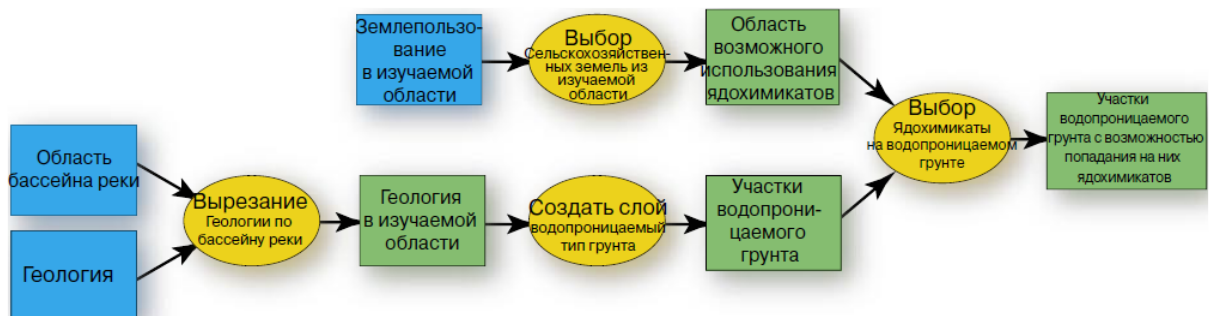 Землепользо-
вание
в изучаемой
области
Выбор
Сельскохозяйствен-
ных земель из
изучаемой
области
Область
возможного
использования
ядохимикатов
Выбор
Ядохимикаты
на водопроницаемом
грунте
Участки
водопроницаемого
грунта с возможностью
попадания на них
ядохимикатов
Область
бассейна реки
Геология
Вырезание
Геологии по
бассейну реки
Геология
в изучаемой
области
Создать слой
водопроницаемый
тип грунта
Участки
водопрони-
цаемого
грунта